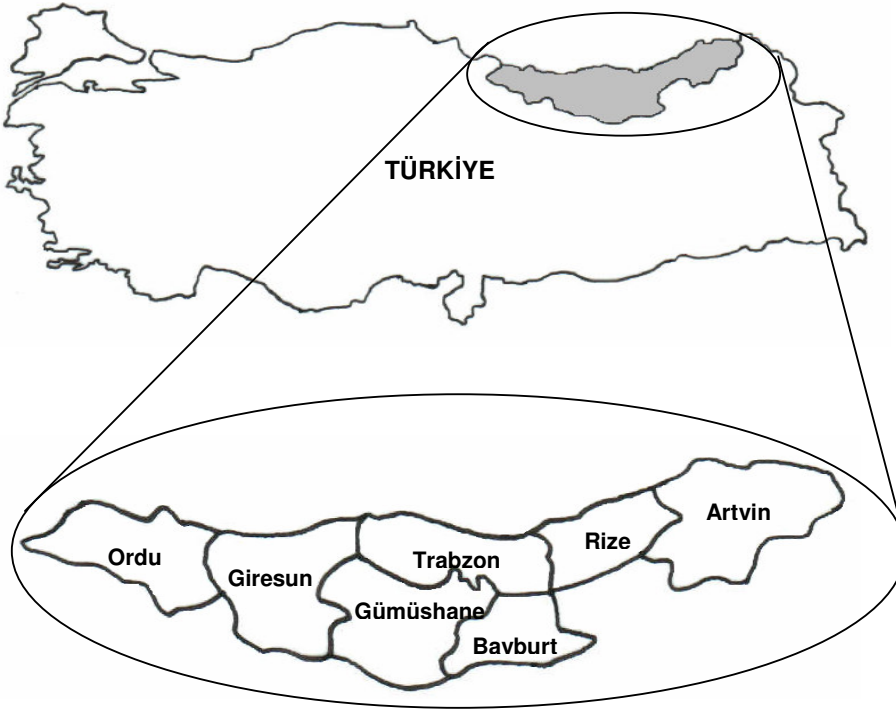 TÜRKİYE
Artvin
Rize
Ordu
Trabzon
Giresun
Gümüshane
Bavburt